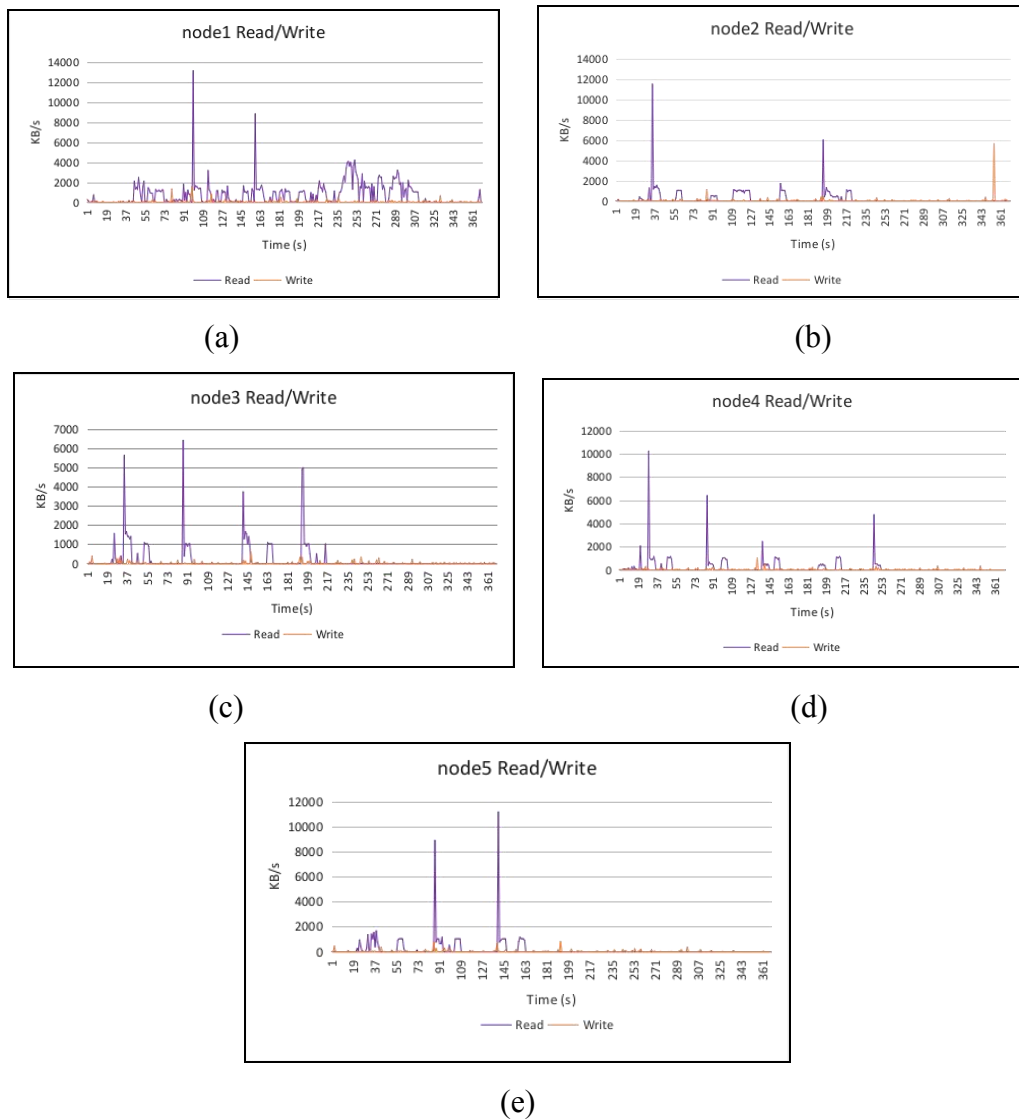 node1 Read/Write
14000
12000
10000
8000
6000
4000
2000
0
KB/s
1 19 37 55 73 91 109 127 145 163 181 199 217 235 253 271 289 307 325 343 361
Time (s)
Read Write
(a)
node2 Read/Write
14000
12000
10000
8000
6000
4000
2000
0
KB/s
1 19 37 55 73 91 109 127 145 163 181 199 217 235 253 271 289 307 325 343 361
Time (s)
Read Write
(b)
node3 Read/Write
7000
6000
5000
4000
3000
2000
1000
0
KB/s
1 19 37 55 73 91 109 127 145 163 181 199 217 235 253 271 289 307 325 343 361
Time(s)
Read Write
(c)
node4 Read/Write
12000
10000
8000
6000
4000
2000
0
KB/s
1 19 37 55 73 91 109 127 145 163 181 199 217 235 253 271 289 307 325 343 361
Time (s)
Read Write
(d)
node5 Read/Write
12000
10000
8000
6000
4000
2000
0
KB/s
1 19 37 55 73 91 109 127 145 163 181 199 217 235 253 271 289 307 325 343 361
Time (s)
Read Write
(e)